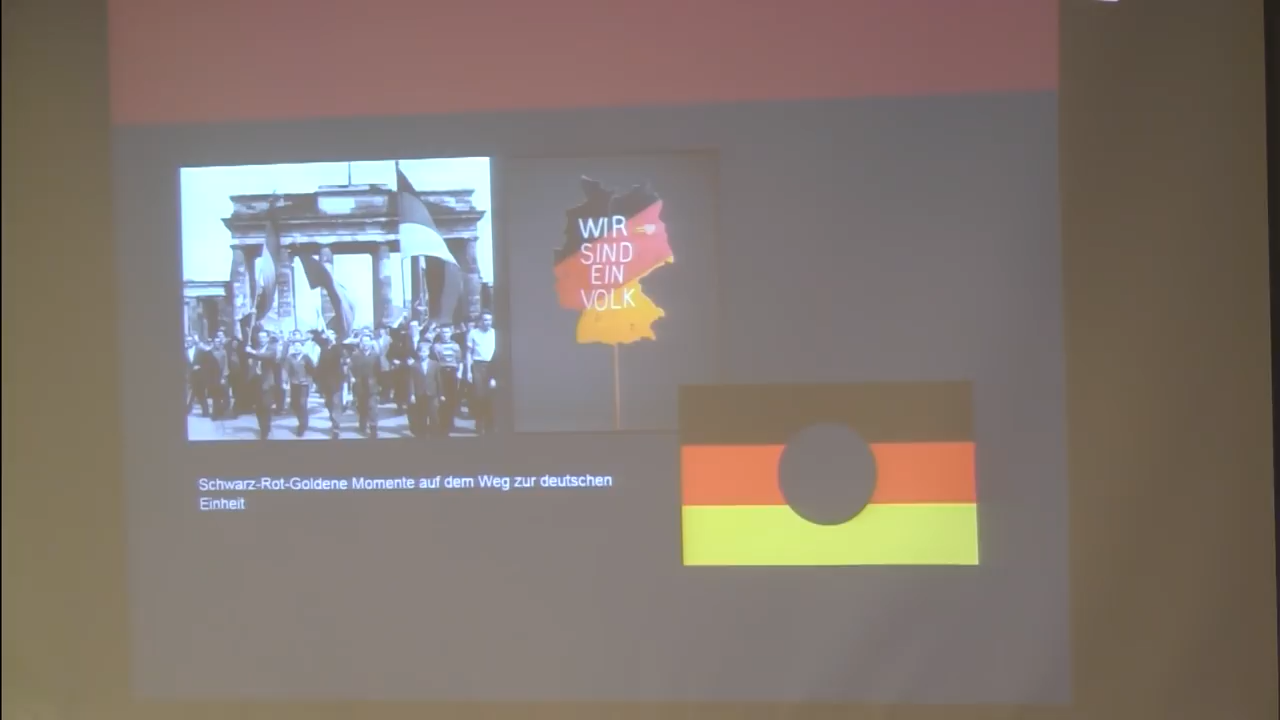 WIR
SIND
EIN
VOLK
Schwarz-Rot-Goldene Momente auf dem Weg zur deutschen
Einheit